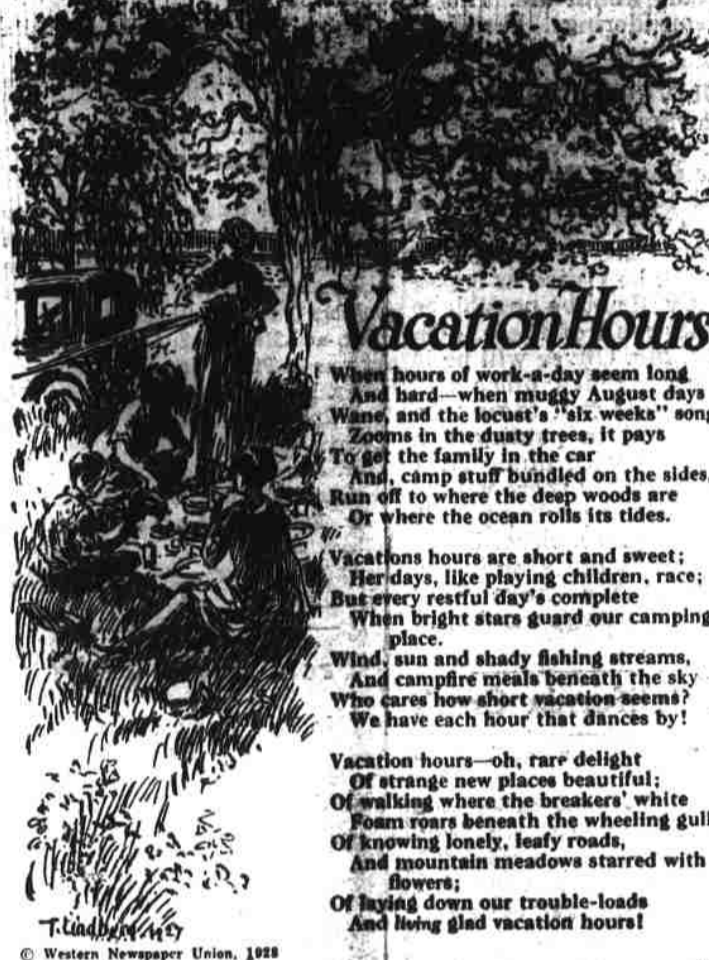 Vacation Hours
When hours of work-a-day seem long
And hard—when muggy August days
Wane, and the locust's "six weeks" song
Zooms in the dusty trees, it pays
To get the family in the car
And, camp stuff bundled on the sides,
Run off to where the deep woods are
Or where the ocean rolls its tides.
Vacations hours are short and sweet;
Her days, like playing children, race;
But every restful day's complete
When bright stars guard our camping
place.
Wind, sun and shady fishing streams,
And campfire meals beneath the sky
Who cares how short vacation seems?
We have each hour that dances by!
Vacation hours—oh, rare delight
Of strange new places beautiful;
Of walking where the breakers' white
Foam roars beneath the wheeling gull
Of knowing lonely, leafy roads,
And mountain meadows starred with
flowers;
Of laying down our trouble-loads
And living glad vacation hours!
T. Lindberg 1927
© Western Newspaper Union, 1928